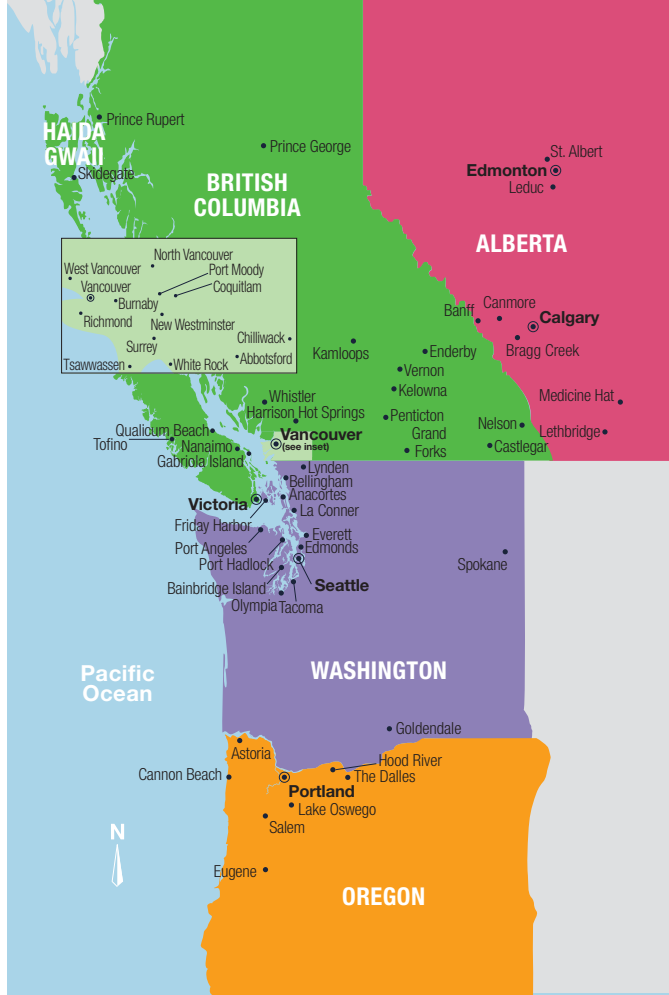 Prince Rupert
HAIDA
GWAII
Skidegate
Prince George
BRITISH
COLUMBIA
St. Albert
Edmonton
Leduc
ALBERTA
North Vancouver
West Vancouver
Port Moody
Vancouver
Coquitlam
Burnaby
Richmond
New Westminster
Surrey
Chilliwack
Abbotsford
Tsawwassen
White Rock
Banff
Canmore
Calgary
Bragg Creek
Kamloops
Enderby
Vernon
Kelowna
Whistler
Harrison Hot Springs
Penticton
Medicine Hat
Nelson
Lethbridge
Grand
Forks
Castlegar
Qualicum Beach
Tofino
Nanaimo
Gabriola Island
Vancouver
(see inset)
Lynden
Bellingham
Anacortes
Victoria
La Conner
Friday Harbor
Everett
Port Angeles
Edmonds
Port Hadlock
Spokane
Bainbridge Island
Seattle
Olympia
Tacoma
Pacific
Ocean
WASHINGTON
Goldendale
Astoria
Hood River
Cannon Beach
The Dalles
Portland
Lake Oswego
Salem
N
Eugene
OREGON